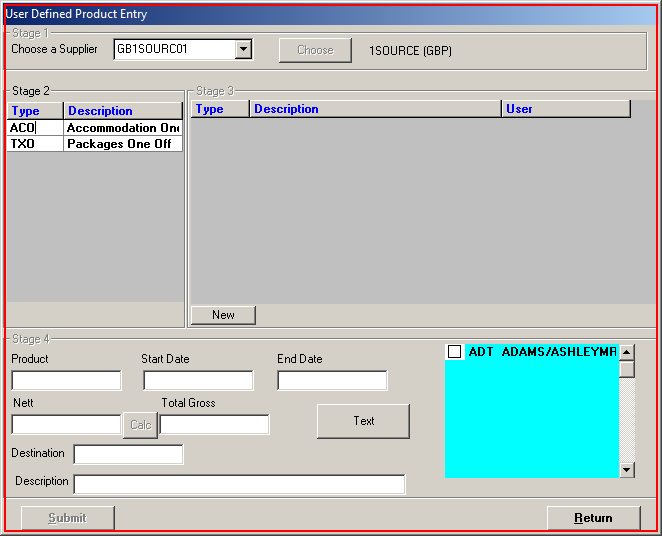 User Defined Product Entry
Stage 1
Choose a Supplier GB1SOURC01 Choose 1SOURCE (GBP)
Stage 2
Type Description
ACO Accommodation One
TXO Packages One Off
Stage 3
Type Description User
New
Stage 4
Product Start Date End Date
Nett Total Gross
Calc
Text
Destination
Description
ADT ADAMS/ASHLEYMR
Submit Return